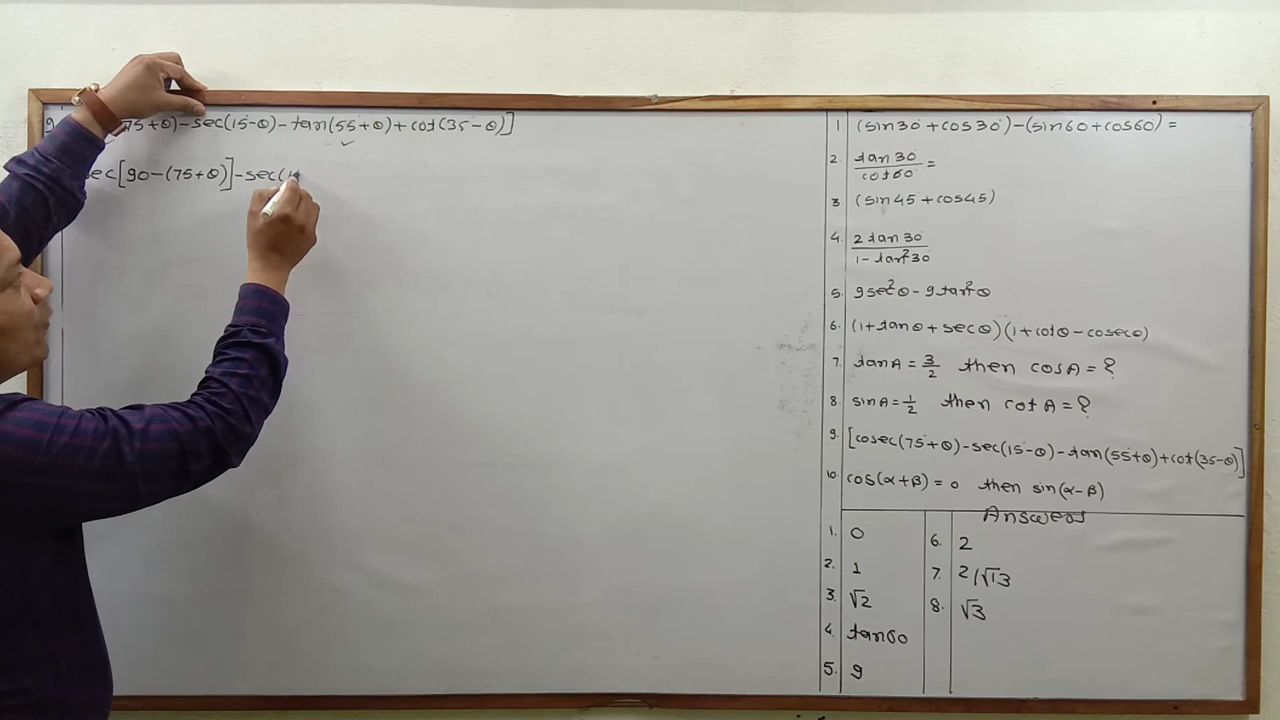 9 75+θ)-sec(15-θ)-tan(55+θ)+cot(35-θ)]
sec[90-(75+θ)]-sec(1
1 (sin30+cos30)-(sin60+cos60)=
2. tan30/cot60 =
3 (sin45+cos45)
4. 2tan30/1-tan²30
5. 9sec²θ-9tan²θ
6. (1+tanθ+secθ)(1+cotθ-cosecθ)
7. tanA=3/2 then cosA=?
8. sinA=1/2 then cotA=?
9. [cosec(75+θ)-sec(15-θ)-tan(55+θ)+cot(35-θ)]
10. cos(α+β)=0 then sin(α-β)
Answers
1. 0
2. 1
3. √2
4. tan60
5. 9
6. 2
7. 2/√13
8. √3